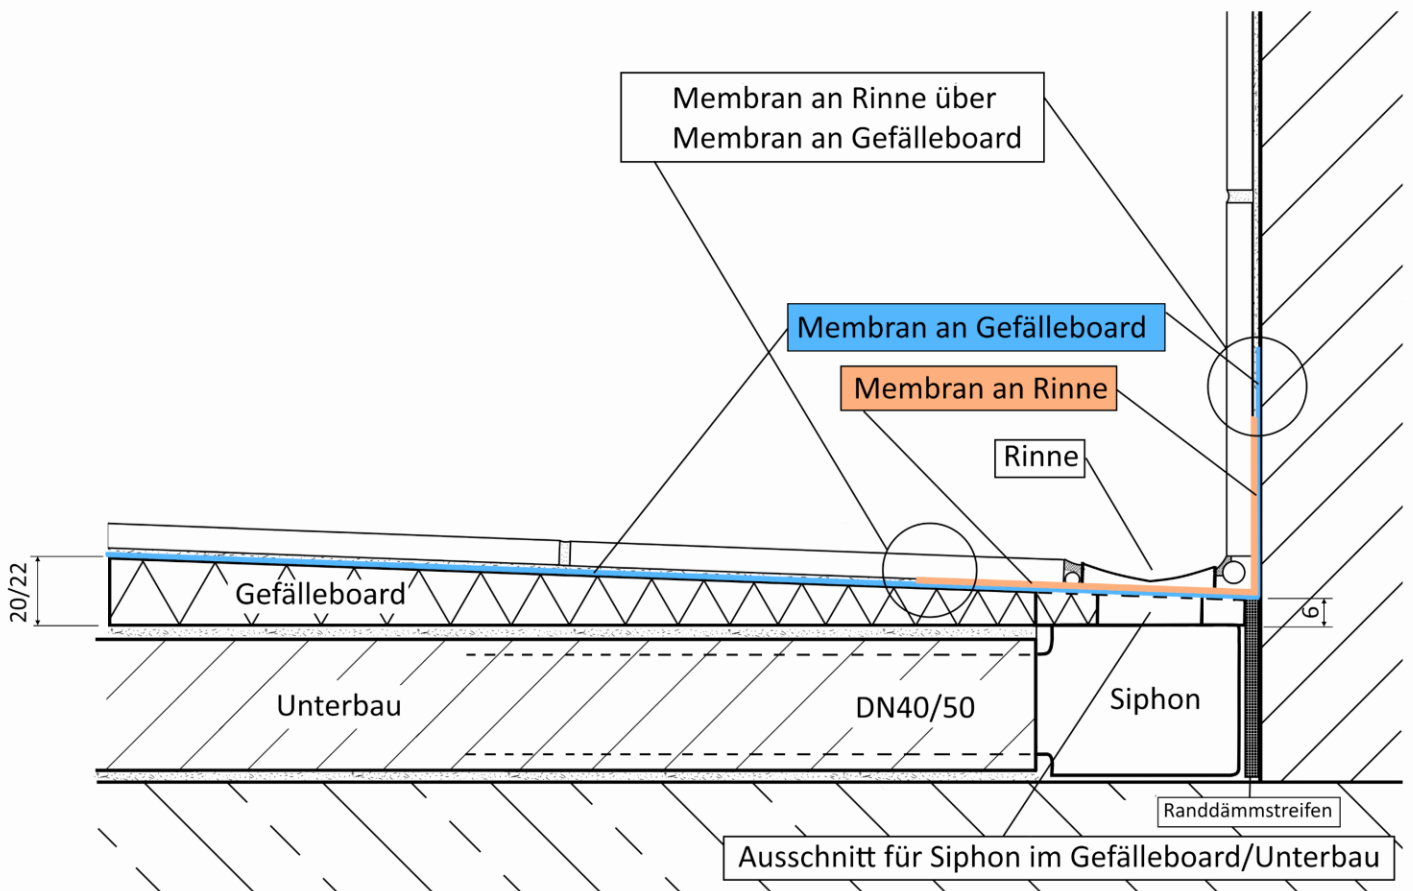 Membran an Rinne über
Membran an Gefälleboard
Membran an Gefälleboard
Membran an Rinne
Rinne
20/22
Gefälleboard
6
Unterbau
DN40/50
Siphon
Randdämmstreifen
Ausschnitt für Siphon im Gefälleboard/Unterbau